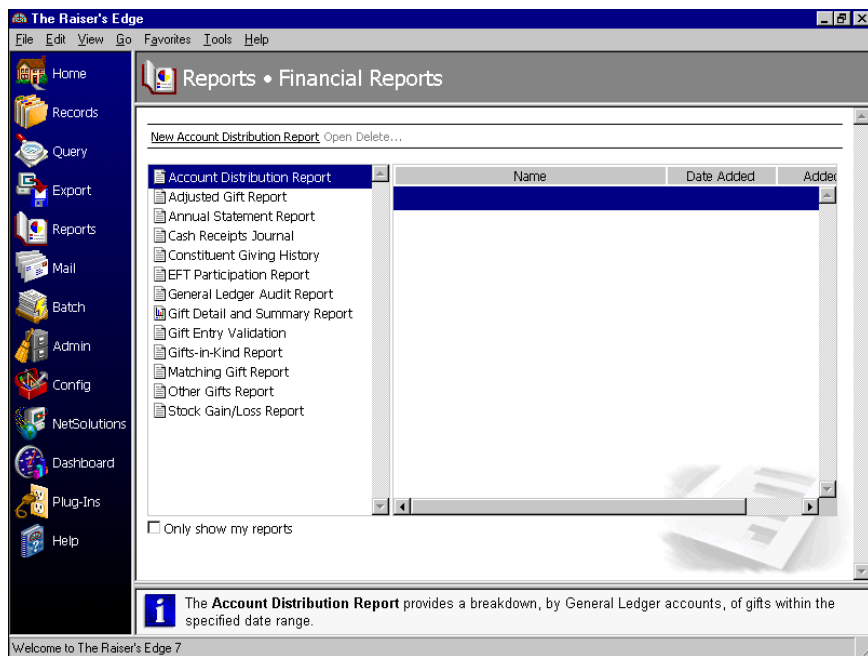 The Raiser's Edge
File Edit View Go Favorites Tools Help
Home
Records
Query
Export
Reports
Mail
Batch
Admin
Config
NetSolutions
Dashboard
Plug-Ins
Help
Reports • Financial Reports
New Account Distribution Report Open Delete...
Account Distribution Report
Adjusted Gift Report
Annual Statement Report
Cash Receipts Journal
Constituent Giving History
EFT Participation Report
General Ledger Audit Report
Gift Detail and Summary Report
Gift Entry Validation
Gifts-in-Kind Report
Matching Gift Report
Other Gifts Report
Stock Gain/Loss Report
Name Date Added Added
Only show my reports
The Account Distribution Report provides a breakdown, by General Ledger accounts, of gifts within the
specified date range.
Welcome to The Raiser's Edge 7